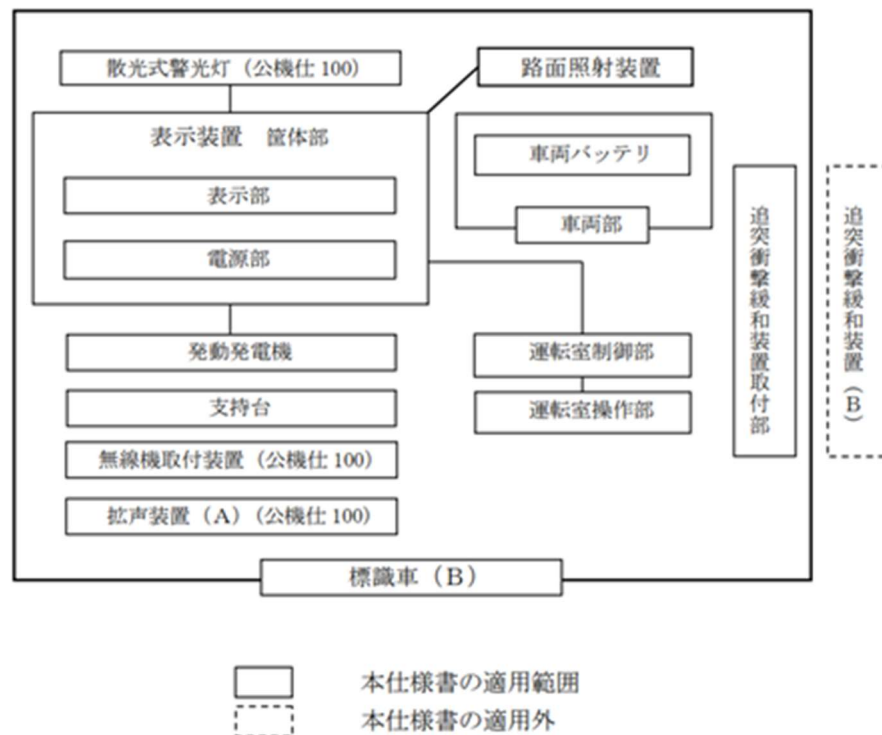 散光式警光灯（公機仕 100）
路面照射装置
表示装置 筐体部
車両バッテリ
表示部
車両部
電源部
発動発電機
運転室制御部
支持台
運転室操作部
無線機取付装置（公機仕 100）
拡声装置（A）（公機仕 100）
追突衝撃緩和装置取付部
追突衝撃緩和装置（B）
標識車（B）
本仕様書の適用範囲
本仕様書の適用外